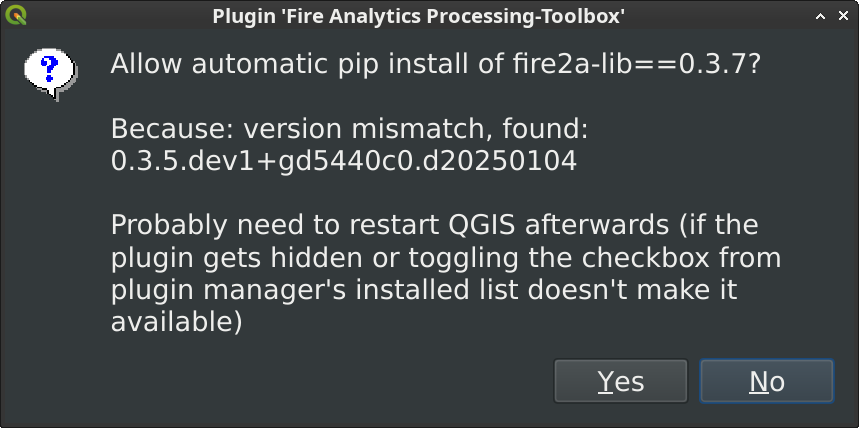 Plugin 'Fire Analytics Processing-Toolbox'
Allow automatic pip install of fire2a-lib==0.3.7?
Because: version mismatch, found:
0.3.5.dev1+gd5440c0.d20250104
Probably need to restart QGIS afterwards (if the
plugin gets hidden or toggling the checkbox from
plugin manager's installed list doesn't make it
available)
Yes No